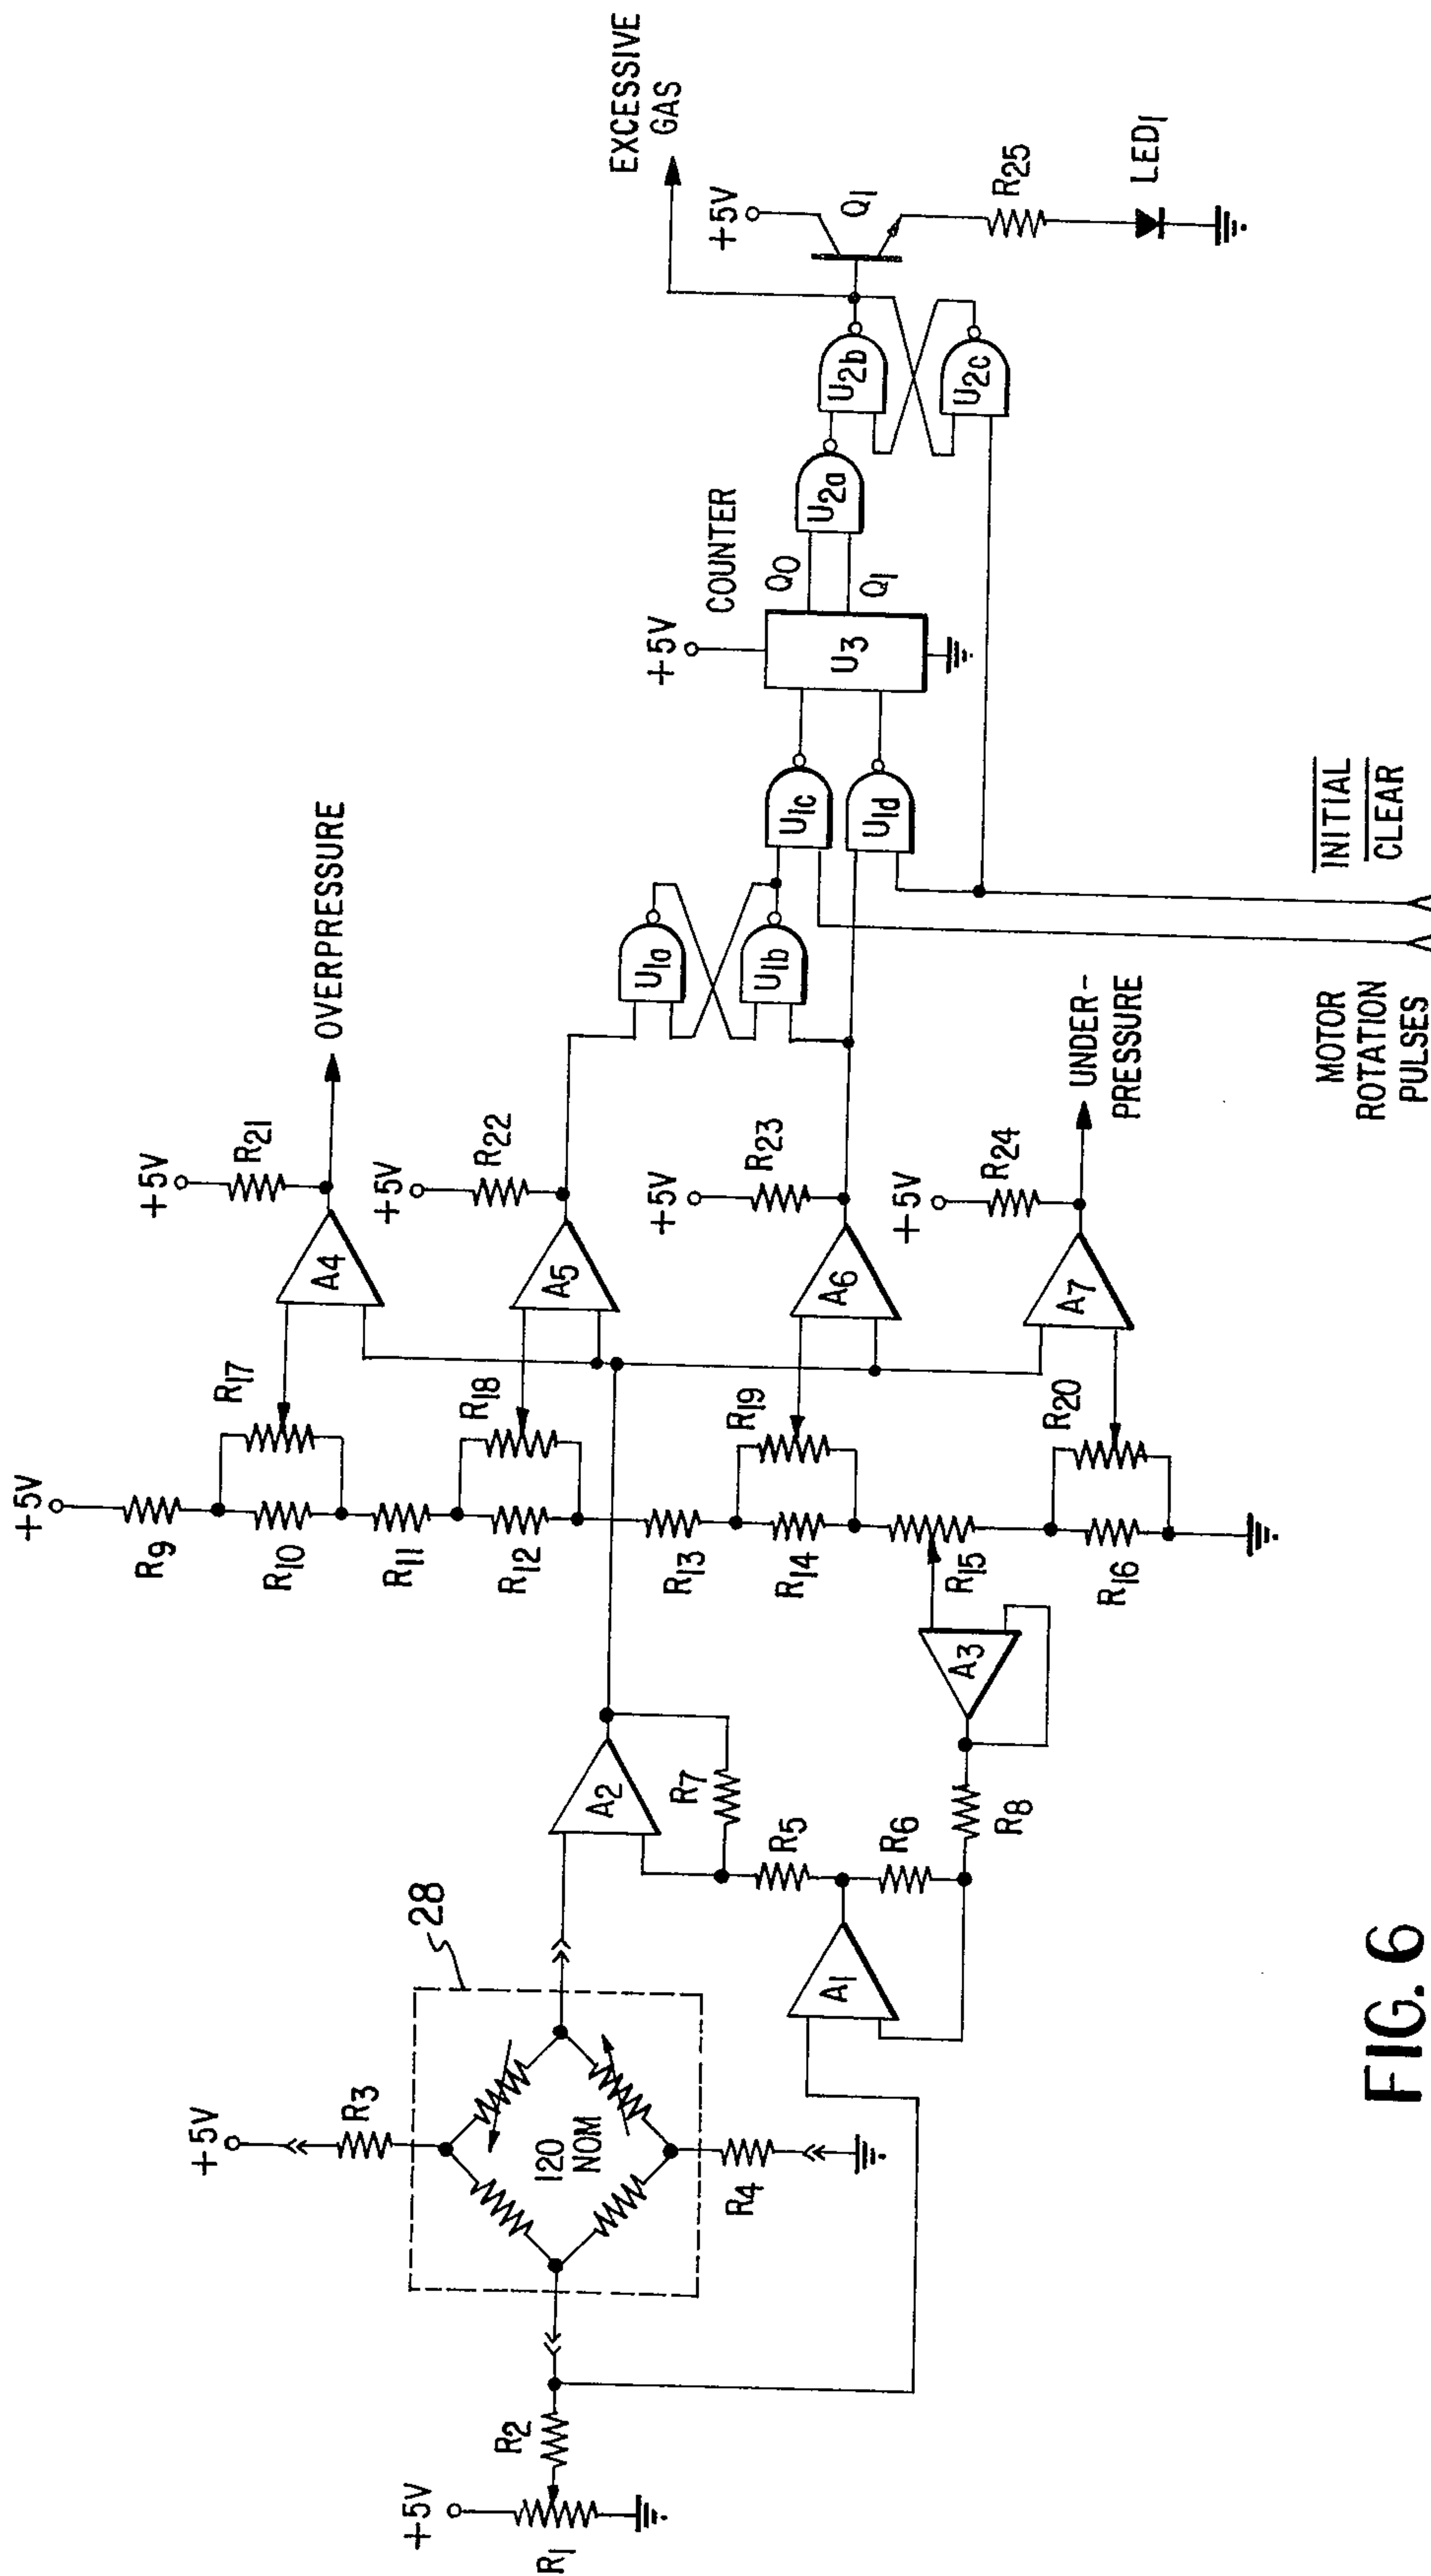 +5V
R1
R2
+5V
R3
28
120
NOM
R4
A2
R7
R5
A1
R6
R8
A3
+5V
R9
R10
R17
R11
R12
R18
R13
R14
R19
R15
R16
R20
A4
+5V
R21
OVERPRESSURE
A5
+5V
R22
A6
+5V
R23
A7
+5V
R24
UNDER-
PRESSURE
U1a
U1b
U1c
U1d
MOTOR
ROTATION
PULSES
INITIAL
CLEAR
+5V
COUNTER
U3
Q0
Q1
U2a
U2b
U2c
EXCESSIVE
GAS
+5V
Q1
R25
LED1
FIG. 6